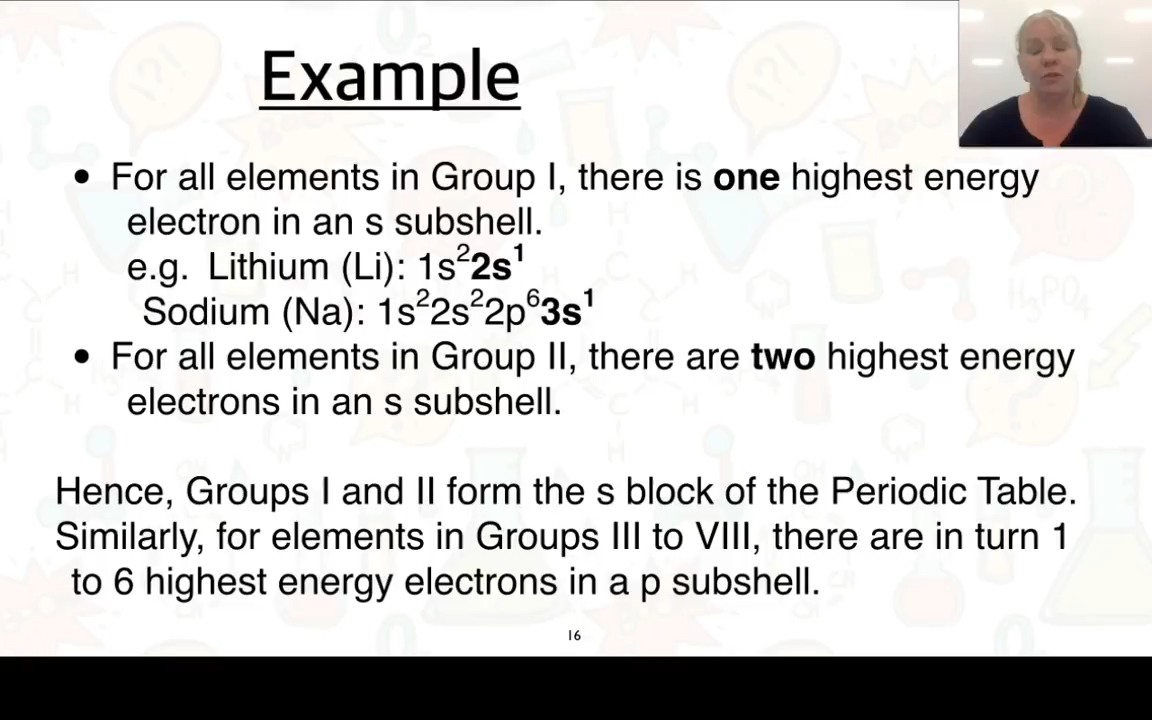 Example
• For all elements in Group I, there is one highest energy
electron in an s subshell.
e.g. Lithium (Li): 1s²2s¹
Sodium (Na): 1s²2s²2p⁶3s¹
• For all elements in Group II, there are two highest energy
electrons in an s subshell.
Hence, Groups I and II form the s block of the Periodic Table.
Similarly, for elements in Groups III to VIII, there are in turn 1
to 6 highest energy electrons in a p subshell.
16